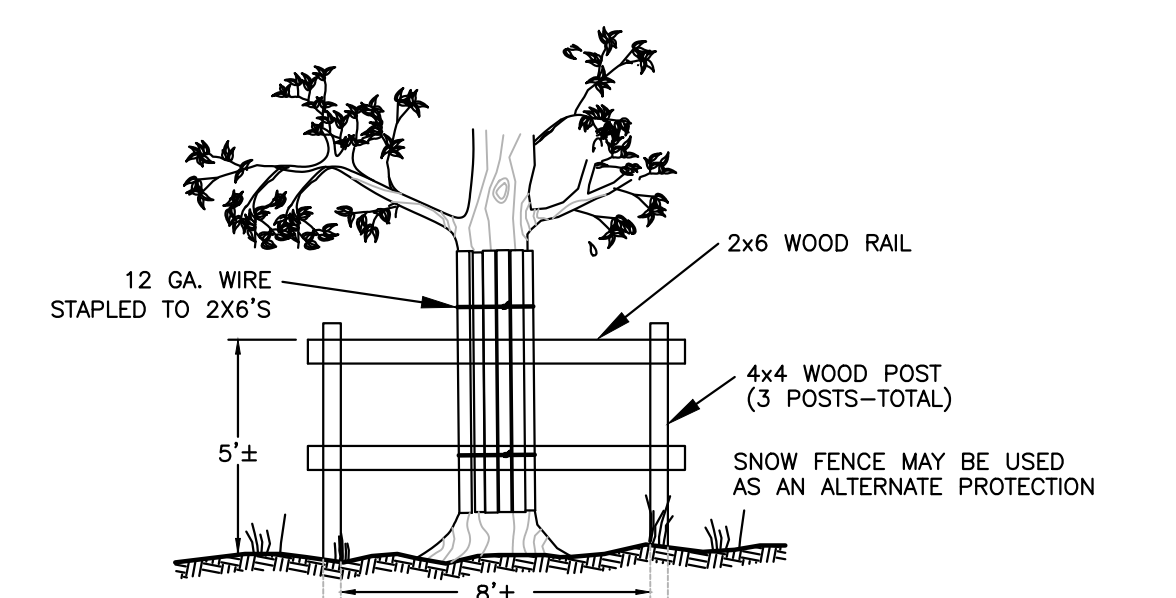 2x6 WOOD RAIL
12 GA. WIRE
STAPLED TO 2X6'S
4x4 WOOD POST
(3 POSTS-TOTAL)
5'±
SNOW FENCE MAY BE USED
AS AN ALTERNATE PROTECTION
8'±